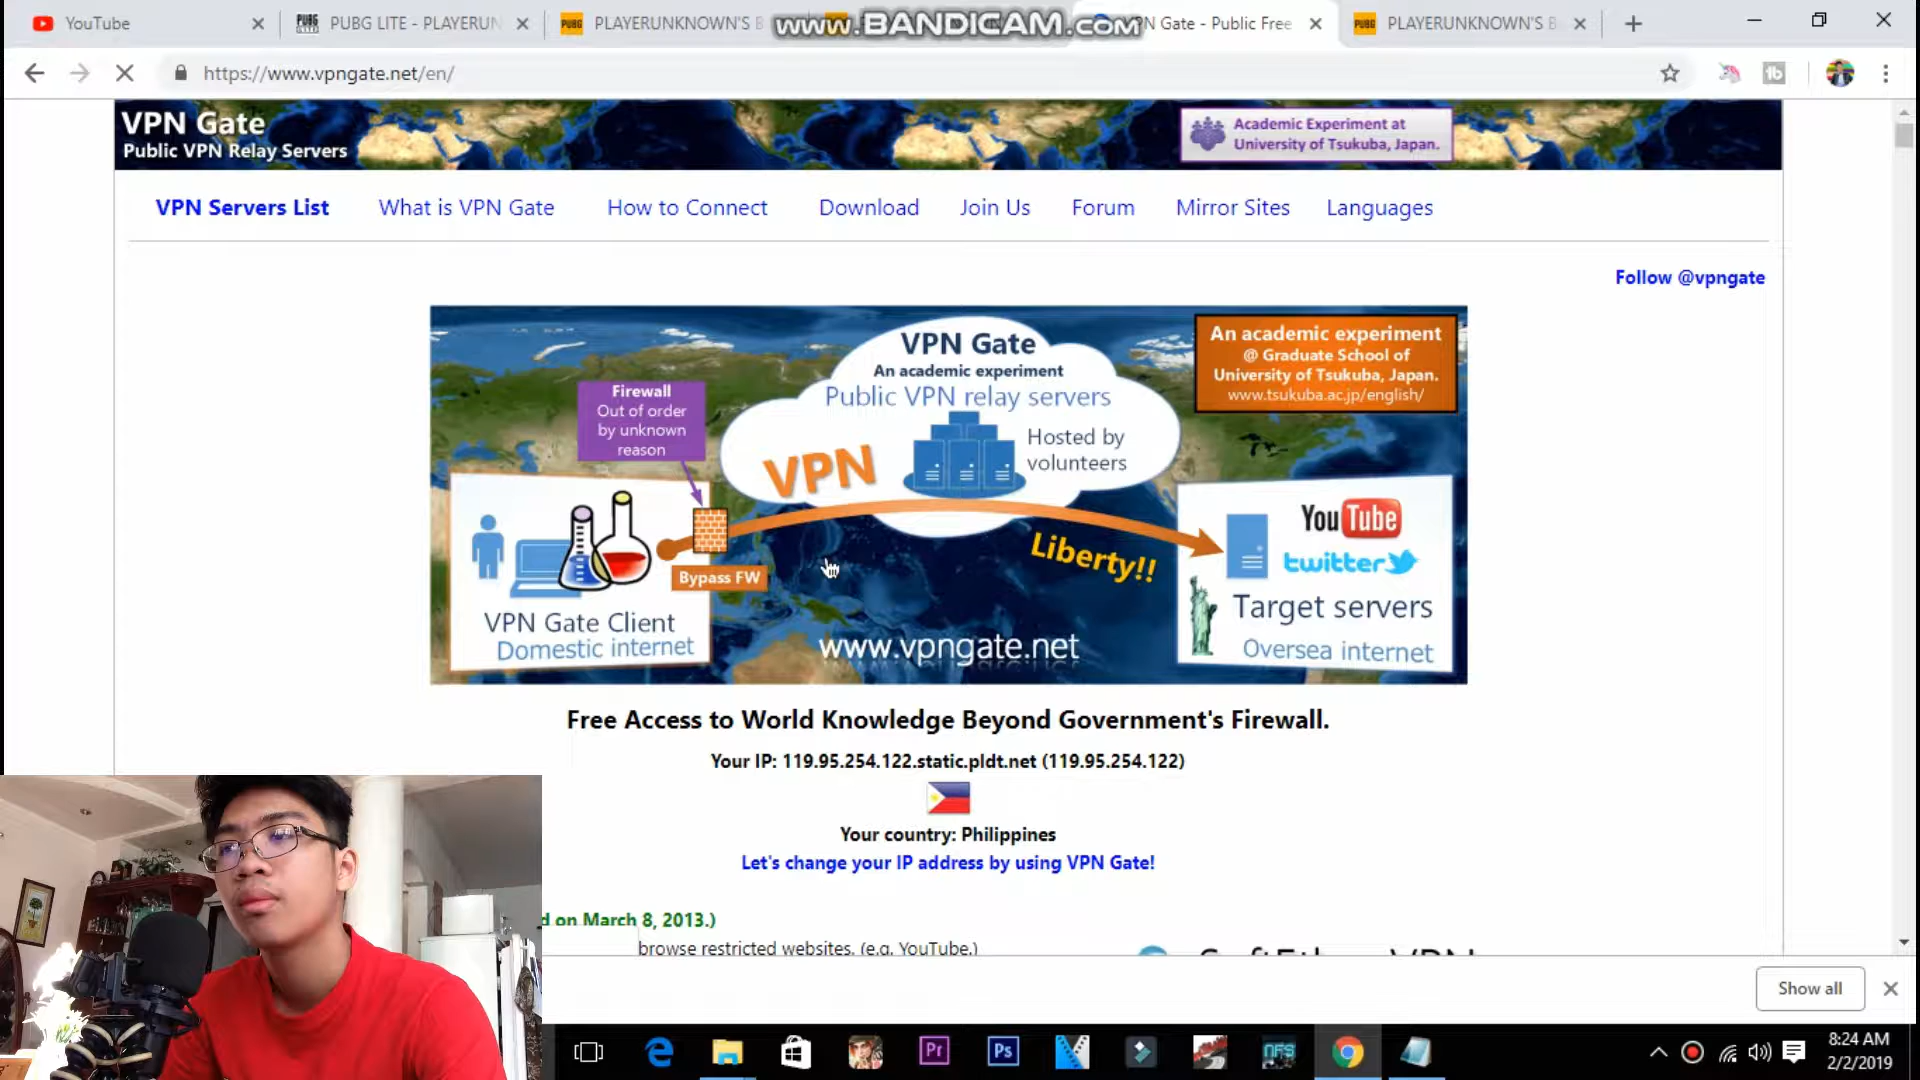 YouTube
PUBG LITE - PLAYERUN
PLAYERUNKNOWN'S B
www.BANDICAM.com
PN Gate - Public Free
PLAYERUNKNOWN'S B
https://www.vpngate.net/en/
VPN Gate
Public VPN Relay Servers
Academic Experiment at
University of Tsukuba, Japan.
VPN Servers List
What is VPN Gate
How to Connect
Download
Join Us
Forum
Mirror Sites
Languages
Follow @vpngate
VPN Gate
An academic experiment
Public VPN relay servers
Hosted by
volunteers
VPN
An academic experiment
@ Graduate School of
University of Tsukuba, Japan.
www.tsukuba.ac.jp/english/
Firewall
Out of order
by unknown
reason
Bypass FW
Liberty!!
YouTube
twitter
VPN Gate Client
Domestic internet
www.vpngate.net
Target servers
Oversea internet
Free Access to World Knowledge Beyond Government's Firewall.
Your IP: 119.95.254.122.static.pldt.net (119.95.254.122)
Your country: Philippines
Let's change your IP address by using VPN Gate!
d on March 8, 2013.)
browse restricted websites. (e.g. YouTube.)
Show all
Pr
Ps
NFS
8:24 AM
2/2/2019